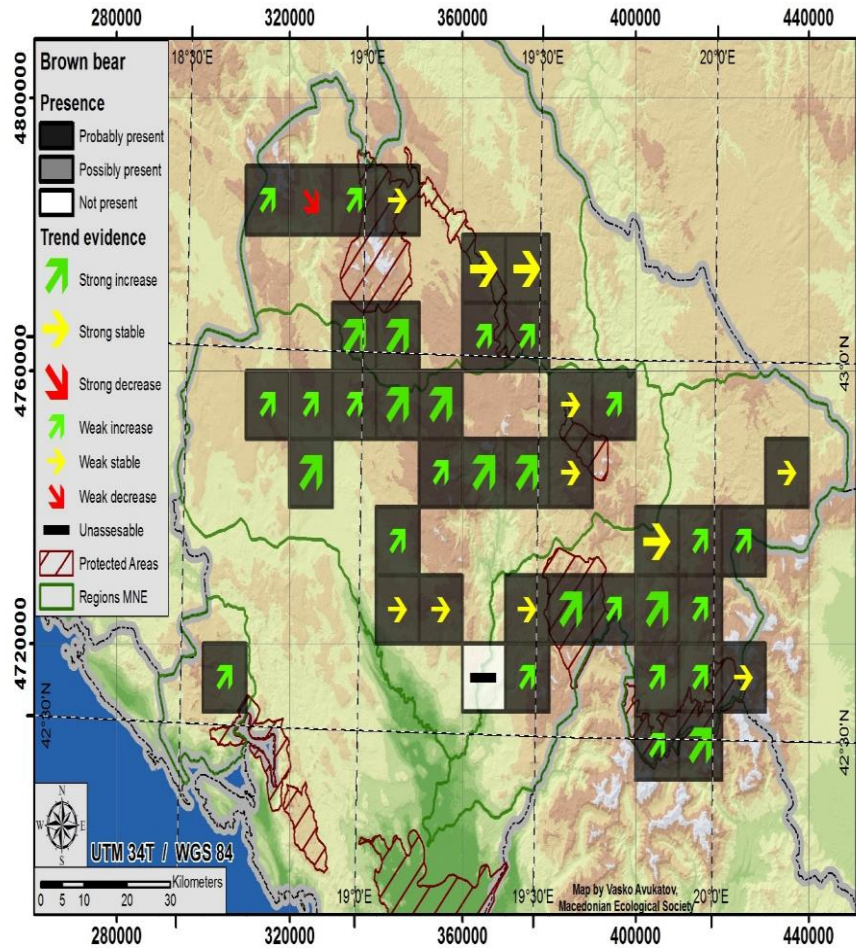 280000 320000 360000 400000 440000
18°30'E 19°0'E 19°30'E 20°0'E
Brown bear
Presence
Probably present
Possibly present
Not present
Trend evidence
Strong increase
Strong stable
Strong decrease
Weak increase
Weak stable
Weak decrease
Unassesable
Protected Areas
Regions MNE
4800000
4760000
4720000
42°30'N
43°0'N
42°30'N
N
W E
S
UTM 34T / WGS 84
Kilometers
0 5 10 20 30
19°0'E 19°30'E 20°0'E
Map by Vasko Avukatov,
Macedonian Ecological Society
280000 320000 360000 400000 440000